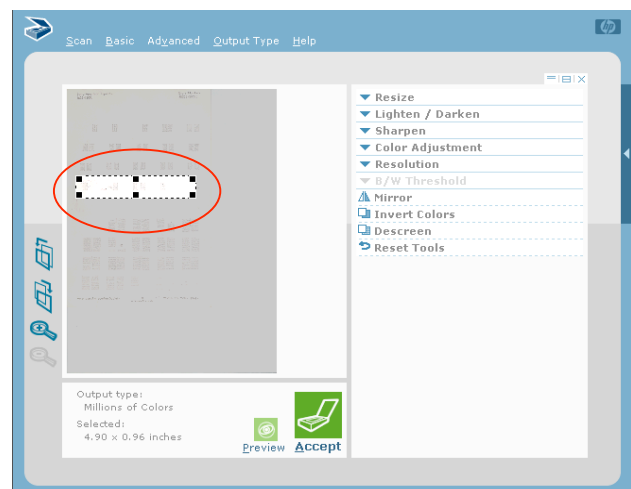 hp
Scan Basic Advanced Output Type Help
Resize
Lighten / Darken
Sharpen
Color Adjustment
Resolution
B/W Threshold
Mirror
Invert Colors
Descreen
Reset Tools
Output type:
Millions of Colors
Selected:
4.90 x 0.96 inches
Preview Accept